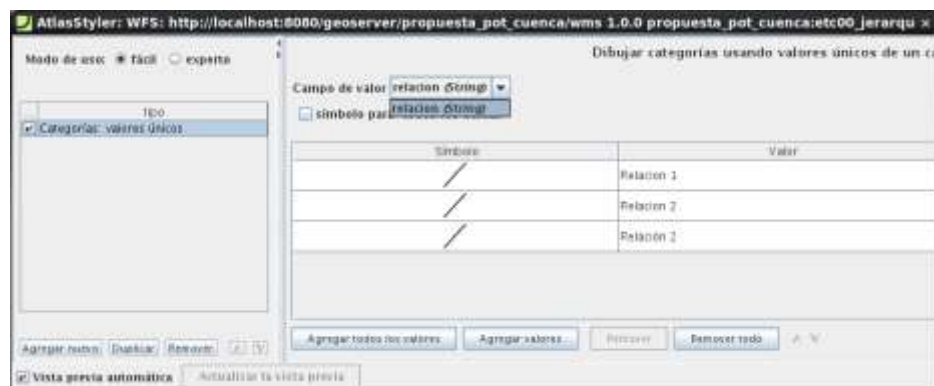 AtlasStyler: WFS: http://localhost:8080/geoserver/propuesta_pot_cuenca/wms 1.0.0 propuesta_pot_cuenca:etc00_jerarqu ×
Modo de uso: fácil experto
Dibujar categorías usando valores únicos de un ca
Campo de valor relacion (String)
relacion (String)
símbolo para
Tipo
Categorías: valores únicos
Símbolo Valor
Relacion 1
Relacion 2
Relación 2
Agregar todos los valores Agregar valores Remover Remover todo
Agregar nuevo Duplicar Remover
Vista previa automática Actualizar la vista previa